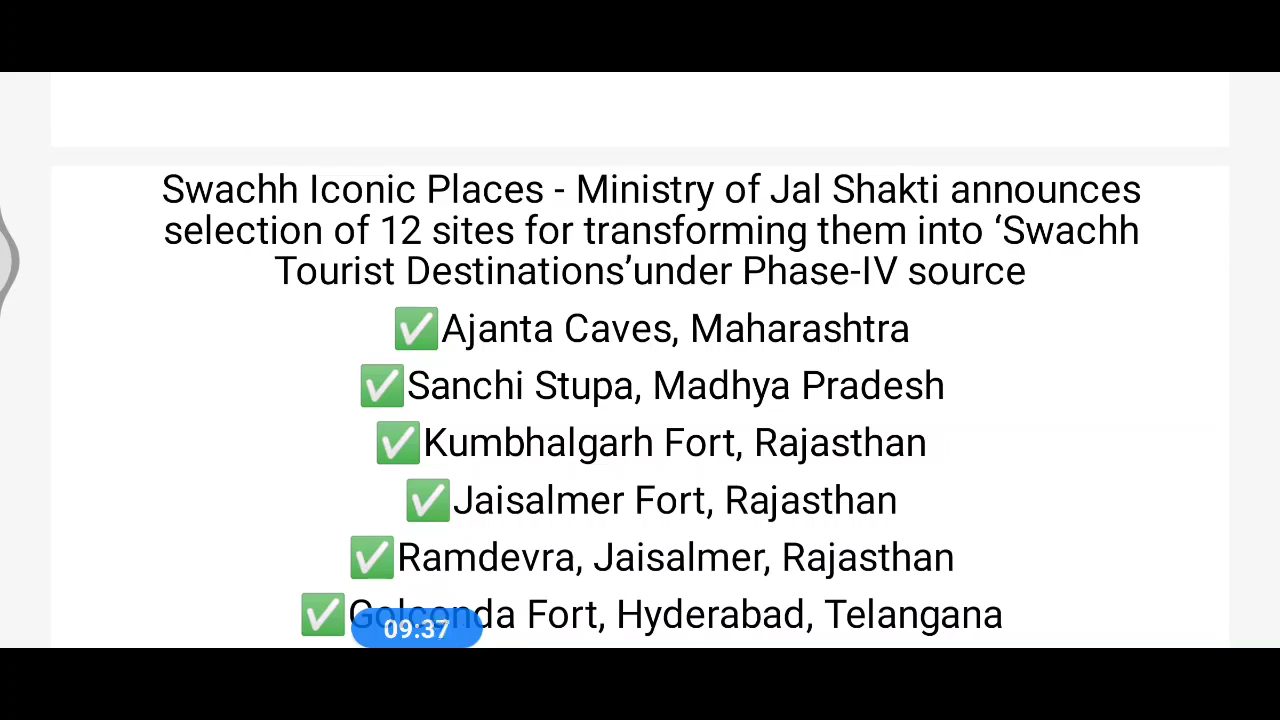 Swachh Iconic Places - Ministry of Jal Shakti announces
selection of 12 sites for transforming them into ‘Swachh
Tourist Destinations’under Phase-IV source
✅Ajanta Caves, Maharashtra
✅Sanchi Stupa, Madhya Pradesh
✅Kumbhalgarh Fort, Rajasthan
✅Jaisalmer Fort, Rajasthan
✅Ramdevra, Jaisalmer, Rajasthan
✅Golconda Fort, Hyderabad, Telangana
09:37